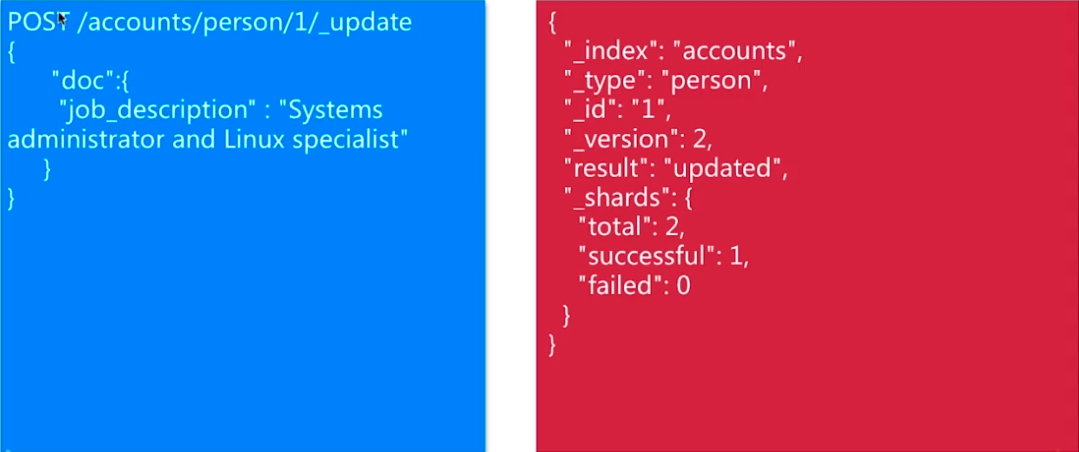 POST /accounts/person/1/_update
{
"doc":{
"job_description" : "Systems
administrator and Linux specialist"
}
}
{
"_index": "accounts",
"_type": "person",
"_id": "1",
"_version": 2,
"result": "updated",
"_shards": {
"total": 2,
"successful": 1,
"failed": 0
}
}